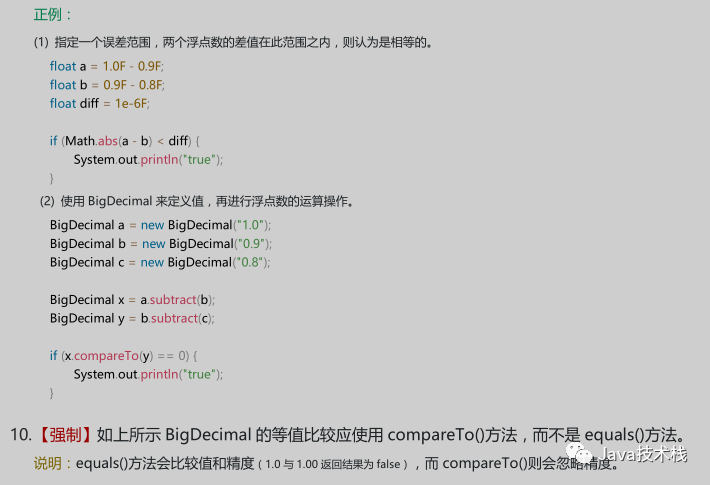 正例：
(1) 指定一个误差范围，两个浮点数的差值在此范围之内，则认为是相等的。
float a = 1.0F - 0.9F;
float b = 0.9F - 0.8F;
float diff = 1e-6F;
if (Math.abs(a - b) < diff) {
System.out.println("true");
}
(2) 使用 BigDecimal 来定义值，再进行浮点数的运算操作。
BigDecimal a = new BigDecimal("1.0");
BigDecimal b = new BigDecimal("0.9");
BigDecimal c = new BigDecimal("0.8");
BigDecimal x = a.subtract(b);
BigDecimal y = b.subtract(c);
if (x.compareTo(y) == 0) {
System.out.println("true");
}
10.【强制】如上所示 BigDecimal 的等值比较应使用 compareTo()方法，而不是 equals()方法。
说明：equals()方法会比较值和精度（1.0 与 1.00 返回结果为 false），而 compareTo()则会忽略精度。
Java技术栈